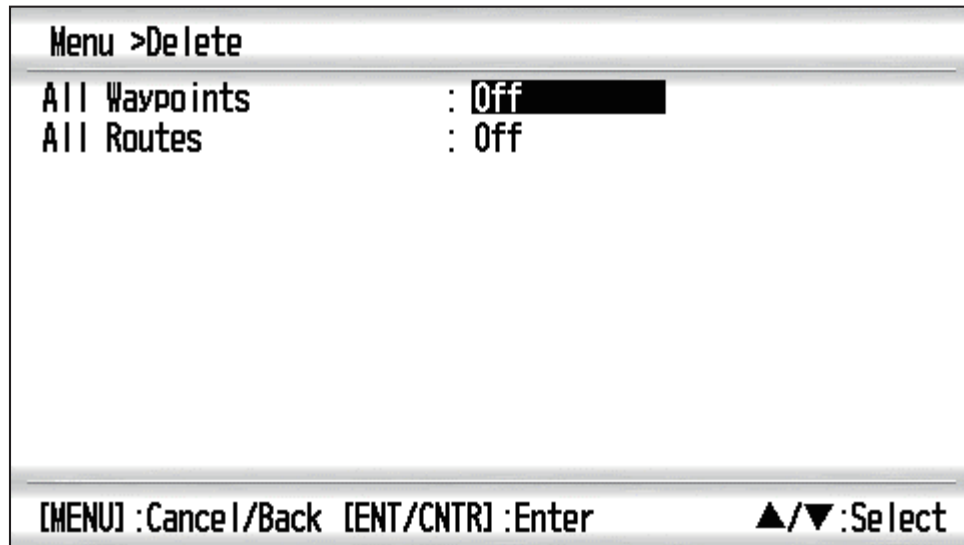 Menu >Delete
All Waypoints : Off
All Routes : Off
[MENU] :Cancel/Back [ENT/CNTR] :Enter ▲/▼:Select